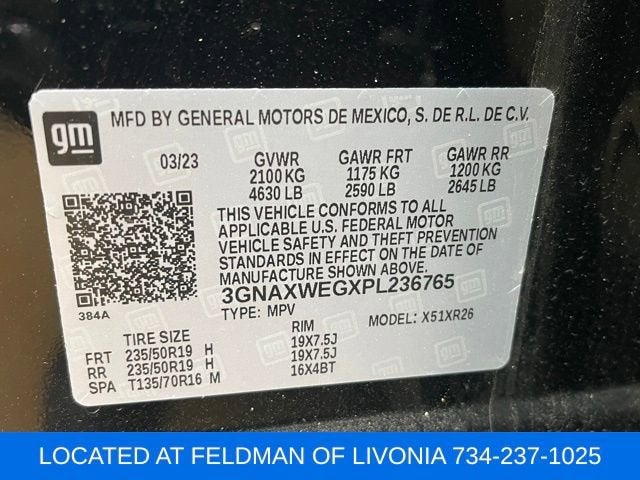 gm
MFD BY GENERAL MOTORS DE MEXICO, S. DE R.L. DE C.V.
03/23 GVWR GAWR FRT GAWR RR
2100 KG 1175 KG 1200 KG
4630 LB 2590 LB 2645 LB
THIS VEHICLE CONFORMS TO ALL
APPLICABLE U.S. FEDERAL MOTOR
VEHICLE SAFETY AND THEFT PREVENTION
STANDARDS IN EFFECT ON THE DATE OF
MANUFACTURE SHOWN ABOVE.
384A
3GNAXWEGXPL236765
TYPE: MPV MODEL: X51XR26
TIRE SIZE RIM
FRT 235/50R19 H 19X7.5J
RR 235/50R19 H 19X7.5J
SPA T135/70R16 M 16X4BT
LOCATED AT FELDMAN OF LIVONIA 734-237-1025